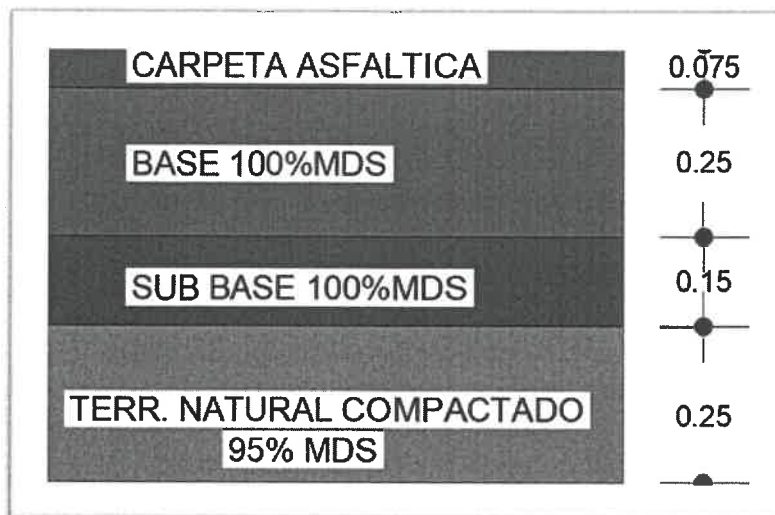 CARPETA ASFALTICA 0.075
BASE 100%MDS 0.25
SUB BASE 100%MDS 0.15
TERR. NATURAL COMPACTADO
95% MDS 0.25